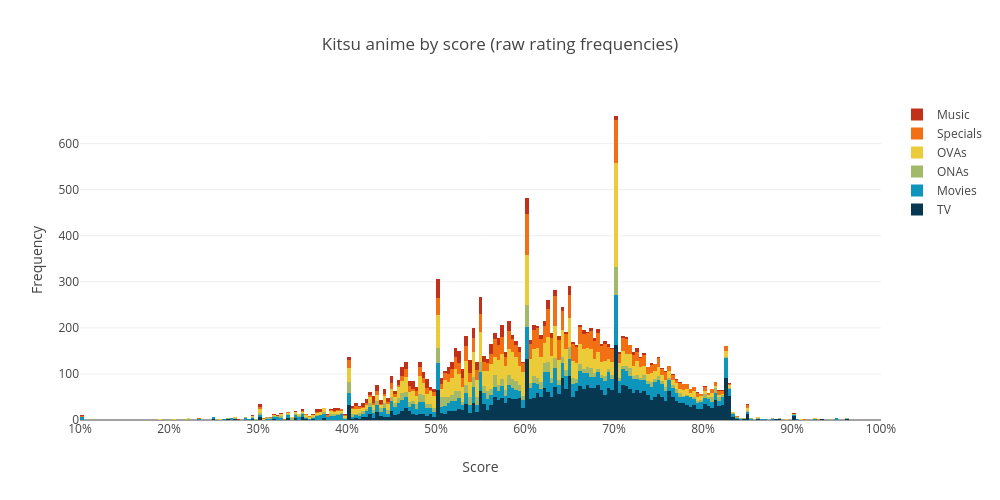 Kitsu anime by score (raw rating frequencies)
Music
Specials
OVAs
ONAs
Movies
TV
Frequency
600
500
400
300
200
100
0
10% 20% 30% 40% 50% 60% 70% 80% 90% 100%
Score